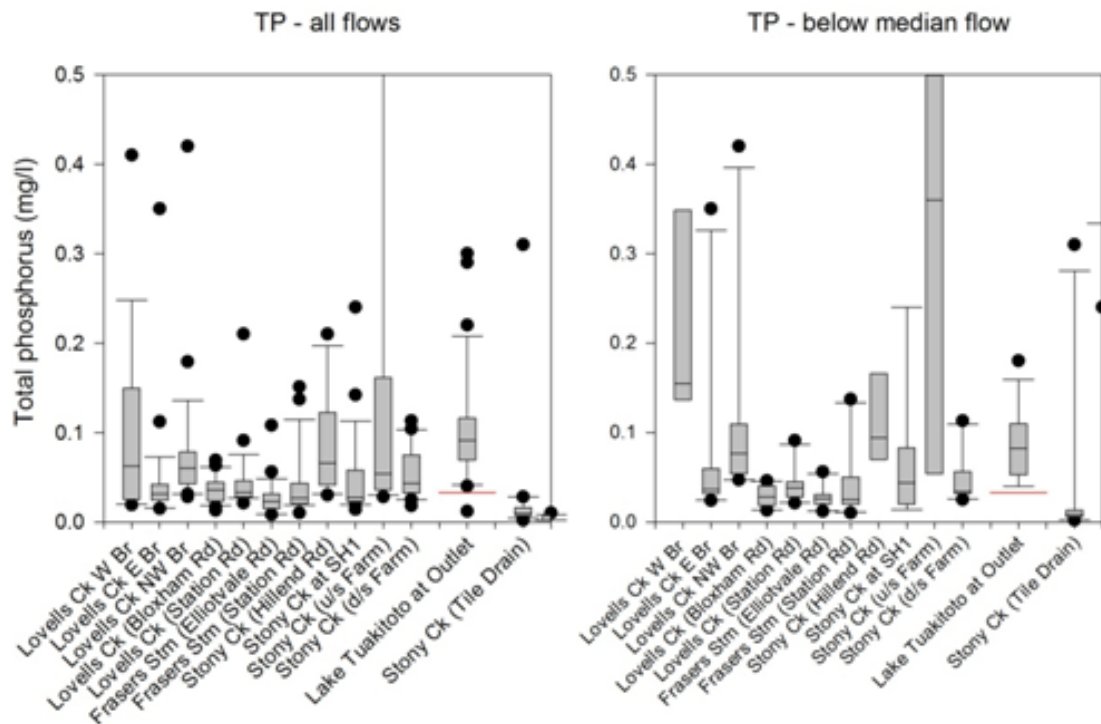 TP - all flows
Total phosphorus (mg/l)
0.5
0.4
0.3
0.2
0.1
0.0
Lovells Ck W Br
Lovells Ck E Br
Lovells Ck NW Br
Lovells Ck (Bloxham Rd)
Lovells Ck (Station Rd)
Frasers Stm (Elliotvale Rd)
Frasers Stm (Station Rd)
Stony Ck (Hillend Rd)
Stony Ck at SH1
Stony Ck (u/s Farm)
Stony Ck (d/s Farm)
Lake Tuakitoto at Outlet
Stony Ck (Tile Drain)
TP - below median flow
0.5
0.4
0.3
0.2
0.1
0.0
Lovells Ck W Br
Lovells Ck E Br
Lovells Ck NW Br
Lovells Ck (Bloxham Rd)
Lovells Ck (Station Rd)
Frasers Stm (Elliotvale Rd)
Frasers Stm (Station Rd)
Stony Ck (Hillend Rd)
Stony Ck at SH1
Stony Ck (u/s Farm)
Stony Ck (d/s Farm)
Lake Tuakitoto at Outlet
Stony Ck (Tile Drain)